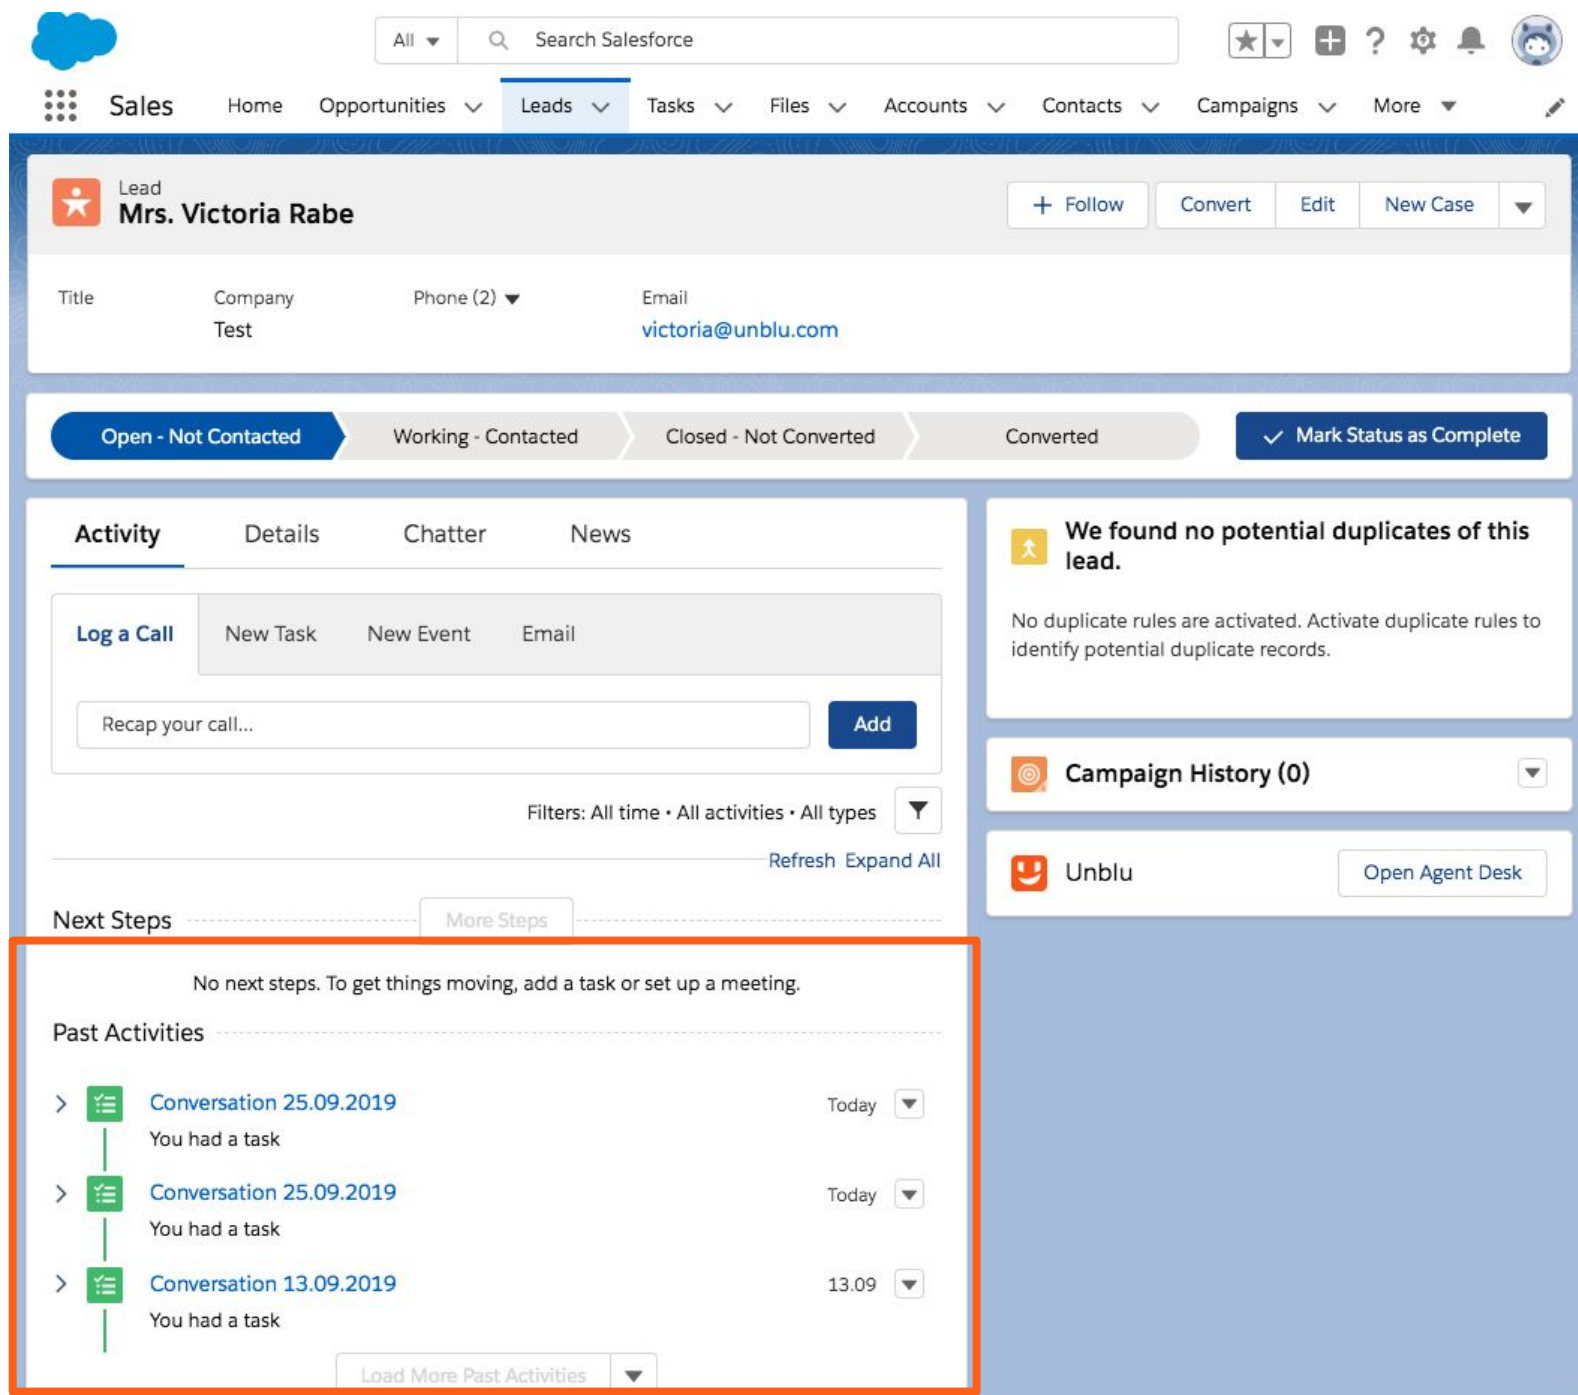 All Search Salesforce
Sales Home Opportunities Leads Tasks Files Accounts Contacts Campaigns More
Lead
Mrs. Victoria Rabe
+ Follow Convert Edit New Case
Title Company Phone (2) Email
Test victoria@unblu.com
Open - Not Contacted Working - Contacted Closed - Not Converted Converted Mark Status as Complete
Activity Details Chatter News
Log a Call New Task New Event Email
Recap your call... Add
Filters: All time • All activities • All types
Refresh Expand All
Next Steps More Steps
No next steps. To get things moving, add a task or set up a meeting.
Past Activities
Conversation 25.09.2019 Today
You had a task
Conversation 25.09.2019 Today
You had a task
Conversation 13.09.2019 13.09
You had a task
Load More Past Activities
We found no potential duplicates of this
lead.
No duplicate rules are activated. Activate duplicate rules to
identify potential duplicate records.
Campaign History (0)
Unblu Open Agent Desk